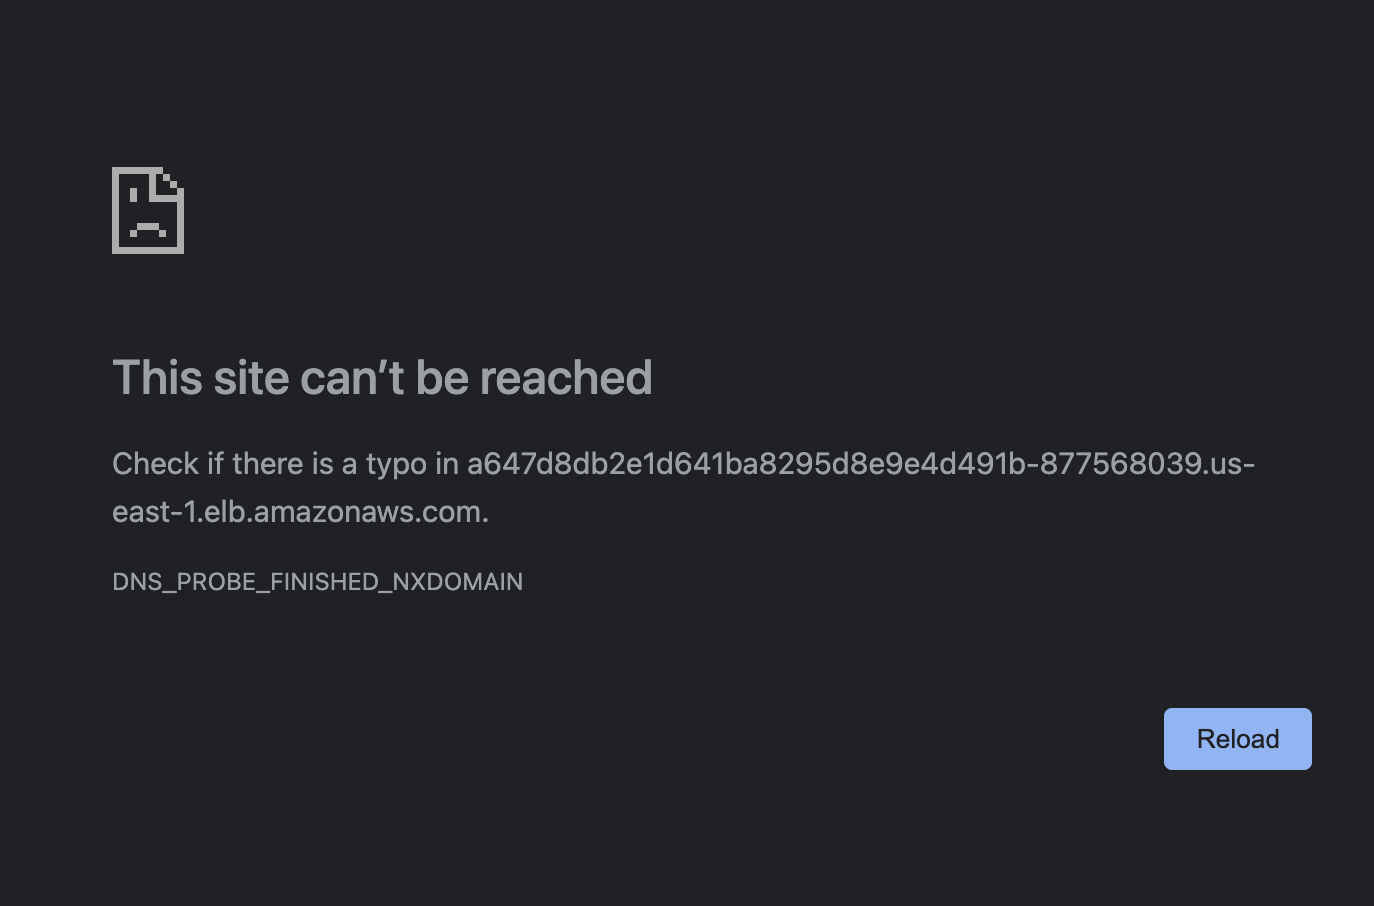 This site can’t be reached
Check if there is a typo in a647d8db2e1d641ba8295d8e9e4d491b-877568039.us-
east-1.elb.amazonaws.com.
DNS_PROBE_FINISHED_NXDOMAIN
Reload